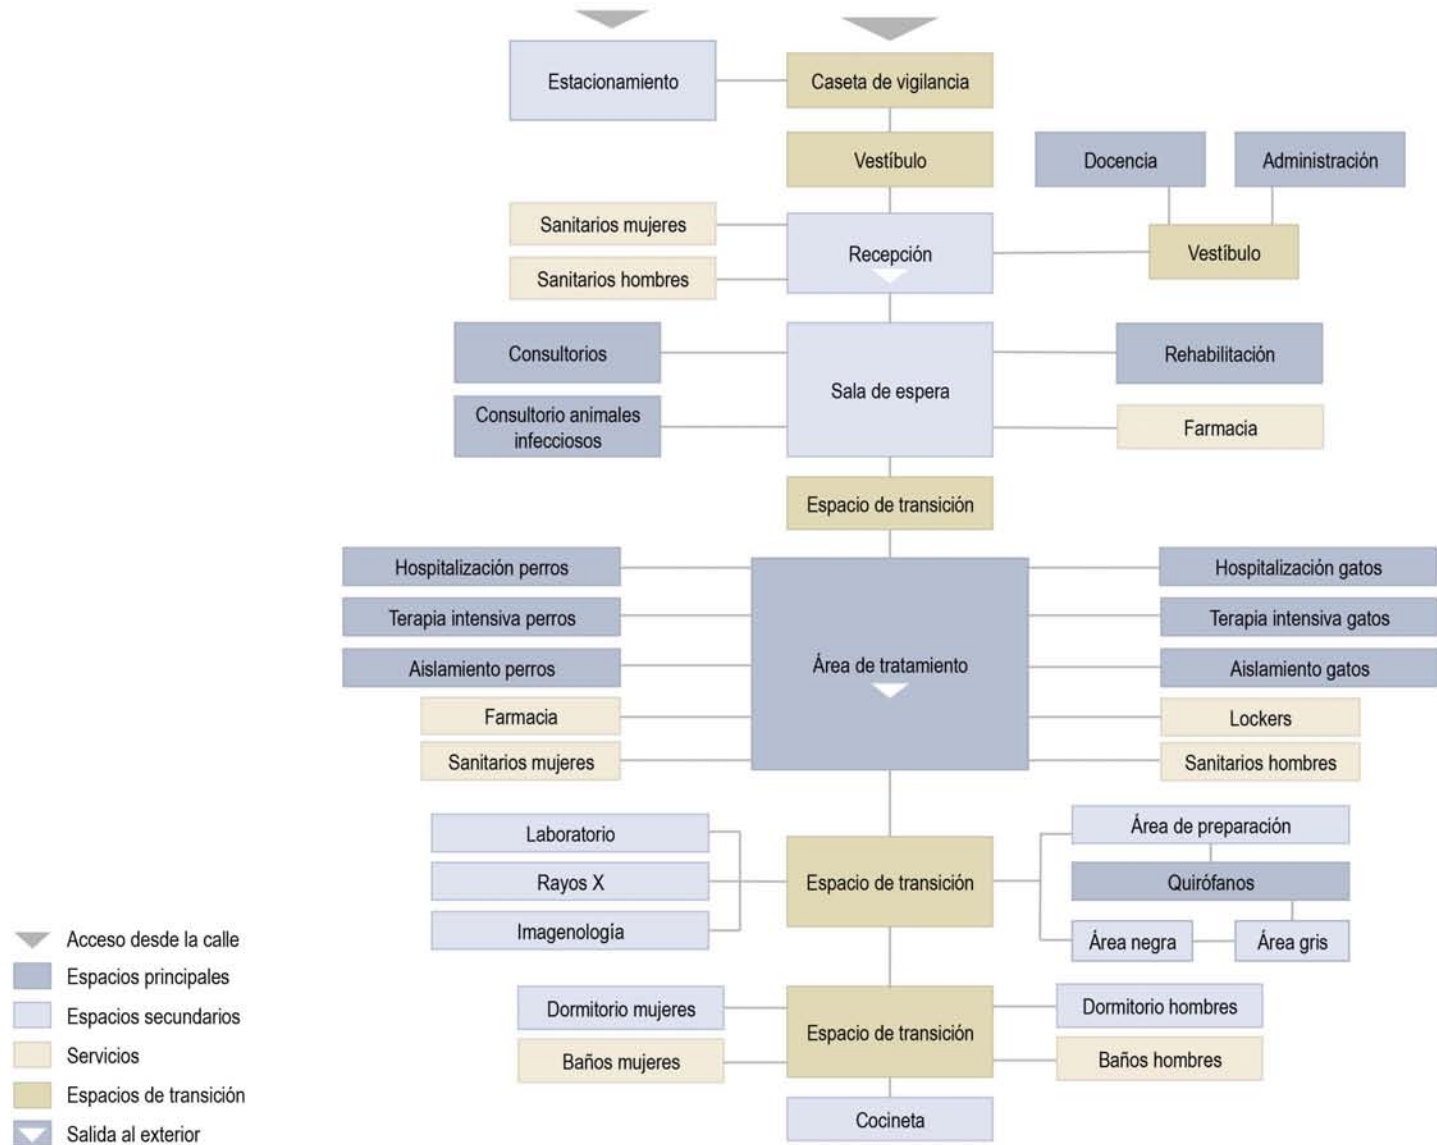 Estacionamiento
Caseta de vigilancia
Vestíbulo
Docencia
Administración
Sanitarios mujeres
Recepción
Vestíbulo
Sanitarios hombres
Consultorios
Sala de espera
Rehabilitación
Consultorio animales
infecciosos
Farmacia
Espacio de transición
Hospitalización perros
Hospitalización gatos
Terapia intensiva perros
Terapia intensiva gatos
Aislamiento perros
Área de tratamiento
Aislamiento gatos
Farmacia
Lockers
Sanitarios mujeres
Sanitarios hombres
Laboratorio
Área de preparación
Rayos X
Espacio de transición
Quirófanos
Imagenología
Área negra
Área gris
Dormitorio mujeres
Espacio de transición
Dormitorio hombres
Baños mujeres
Baños hombres
Cocineta
Acceso desde la calle
Espacios principales
Espacios secundarios
Servicios
Espacios de transición
Salida al exterior